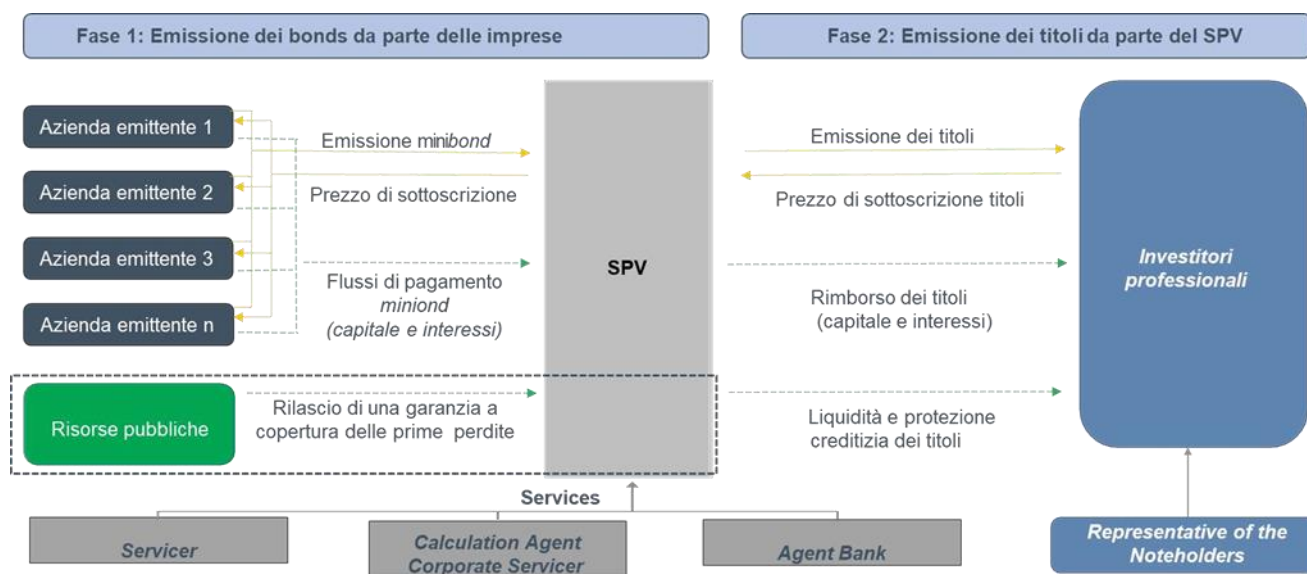 Fase 1: Emissione dei bonds da parte delle imprese
Fase 2: Emissione dei titoli da parte del SPV
Azienda emittente 1
Azienda emittente 2
Azienda emittente 3
Azienda emittente n
Emissione minibond
Prezzo di sottoscrizione
Flussi di pagamento
miniond
(capitale e interessi)
Risorse pubbliche
Rilascio di una garanzia a
copertura delle prime perdite
SPV
Emissione dei titoli
Prezzo di sottoscrizione titoli
Rimborso dei titoli
(capitale e interessi)
Liquidità e protezione
creditizia dei titoli
Investitori
professionali
Services
Servicer
Calculation Agent
Corporate Servicer
Agent Bank
Representative of the
Noteholders